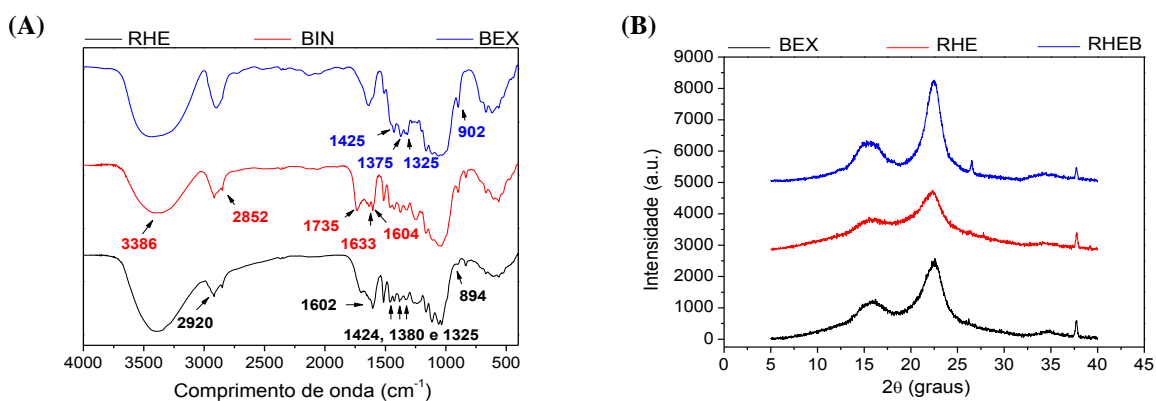 (A)
RHE BIN BEX
1425
1375
1325
902
3386
2852
1735
1633
1604
2920
1602
1424, 1380 e 1325
894
4000 3500 3000 2500 2000 1500 1000 500
Comprimento de onda (cm⁻¹)
(B)
BEX RHE RHEB
9000
8000
7000
6000
5000
4000
3000
2000
1000
0
Intensidade (a.u.)
0 5 10 15 20 25 30 35 40 45
2θ (graus)